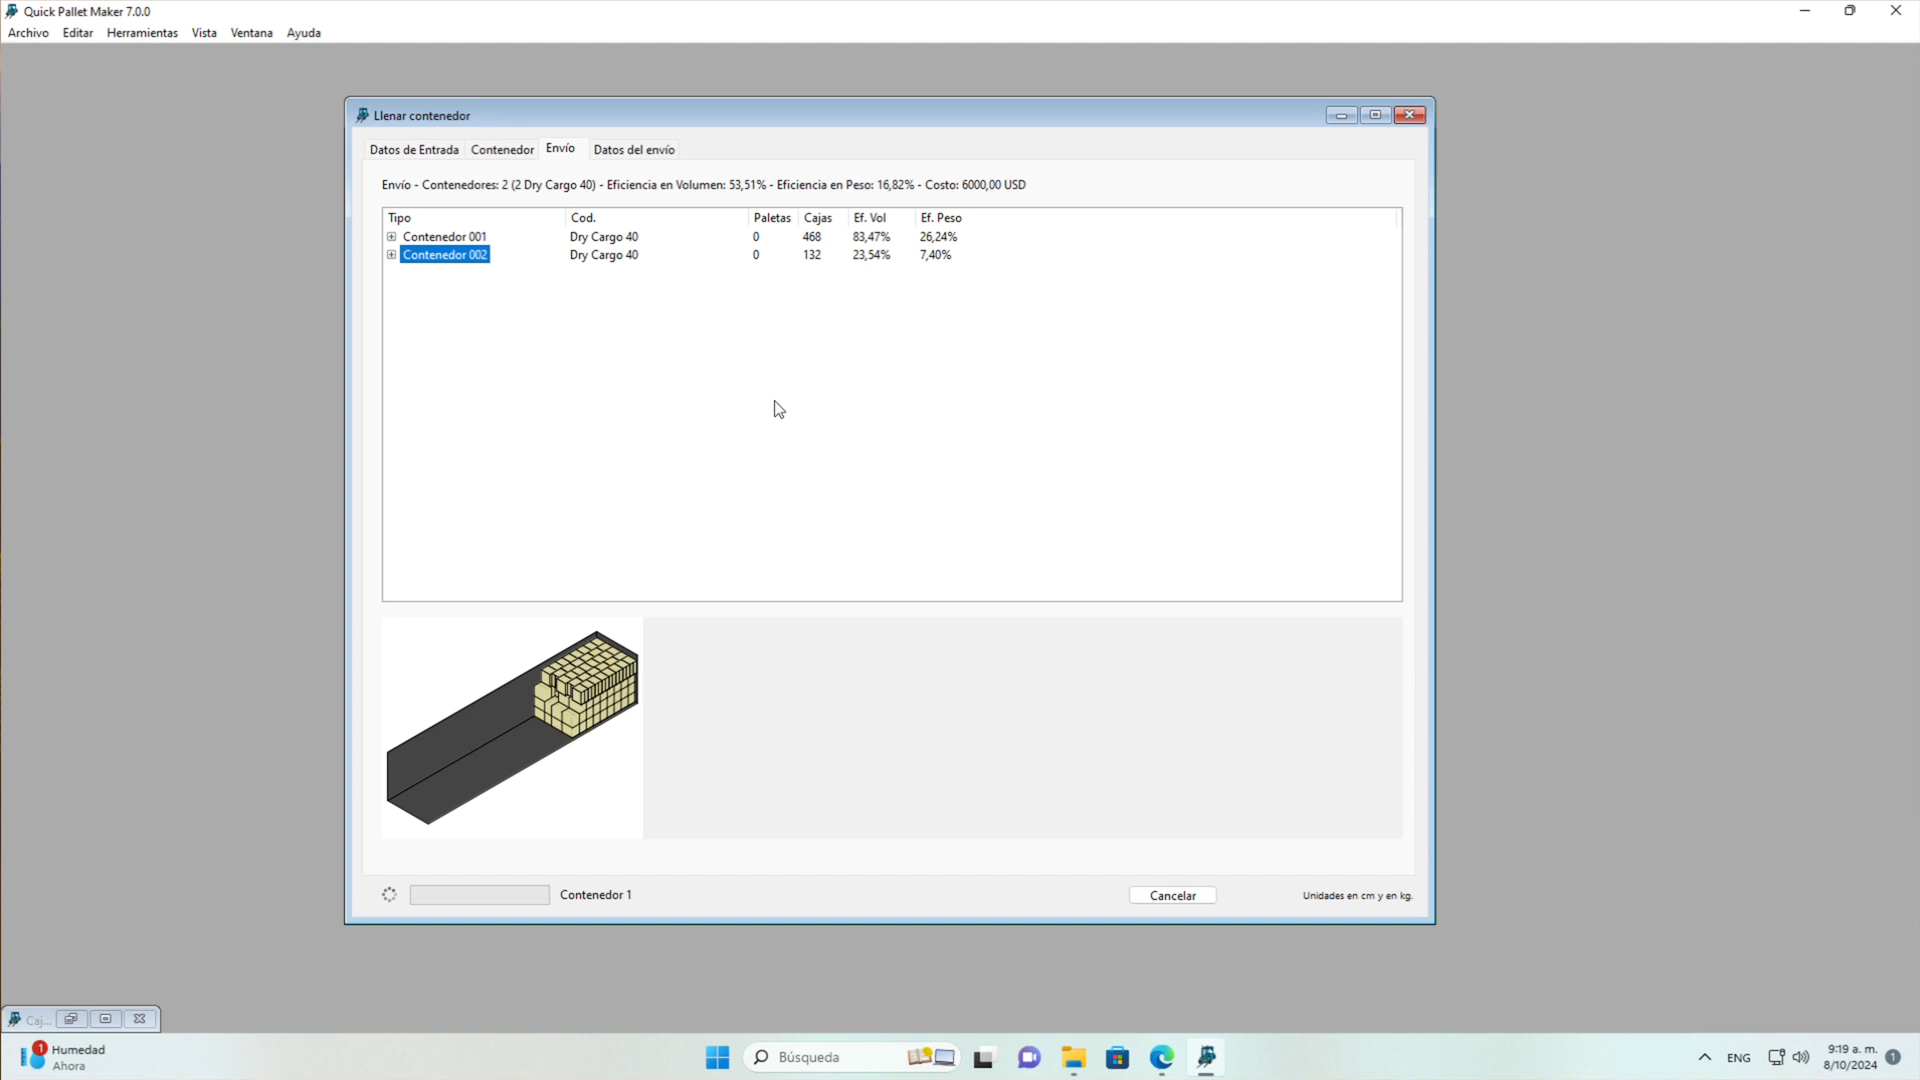 Quick Pallet Maker 7.0.0
Archivo Editar Herramientas Vista Ventana Ayuda
Llenar contenedor
Datos de Entrada Contenedor Envío Datos del envío
Envío - Contenedores: 2 (2 Dry Cargo 40) - Eficiencia en Volumen: 53,51% - Eficiencia en Peso: 16,82% - Costo: 6000,00 USD
Tipo Cod. Paletas Cajas Ef. Vol Ef. Peso
Contenedor 001 Dry Cargo 40 0 468 83,47% 26,24%
Contenedor 002 Dry Cargo 40 0 132 23,54% 7,40%
Contenedor 1 Cancelar Unidades en cm y en kg.
Caj...
1 Humedad
Ahora
Búsqueda
ENG
9:19 a. m.
8/10/2024
1